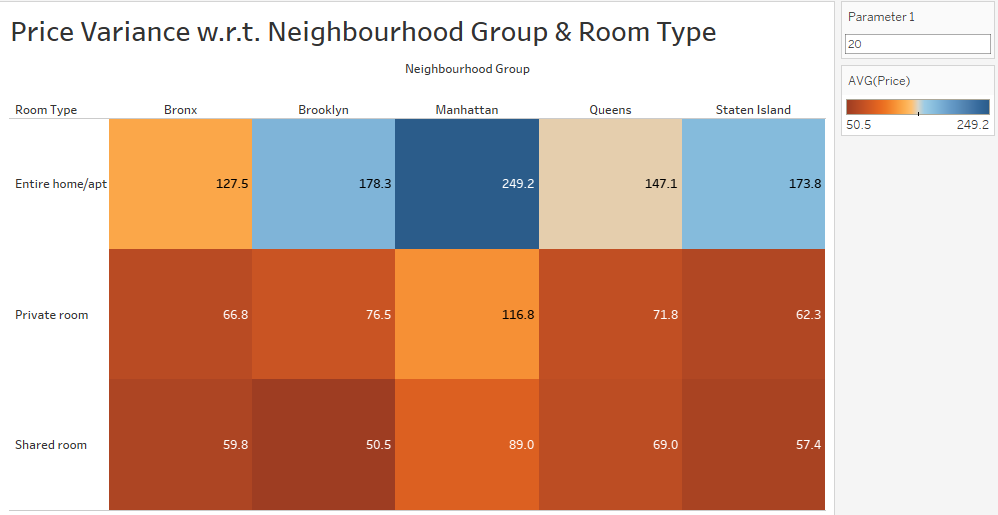 Price Variance w.r.t. Neighbourhood Group & Room Type
Neighbourhood Group
Room Type Bronx Brooklyn Manhattan Queens Staten Island
Entire home/apt 127.5 178.3 249.2 147.1 173.8
Private room 66.8 76.5 116.8 71.8 62.3
Shared room 59.8 50.5 89.0 69.0 57.4
Parameter 1
20
AVG(Price)
50.5 249.2